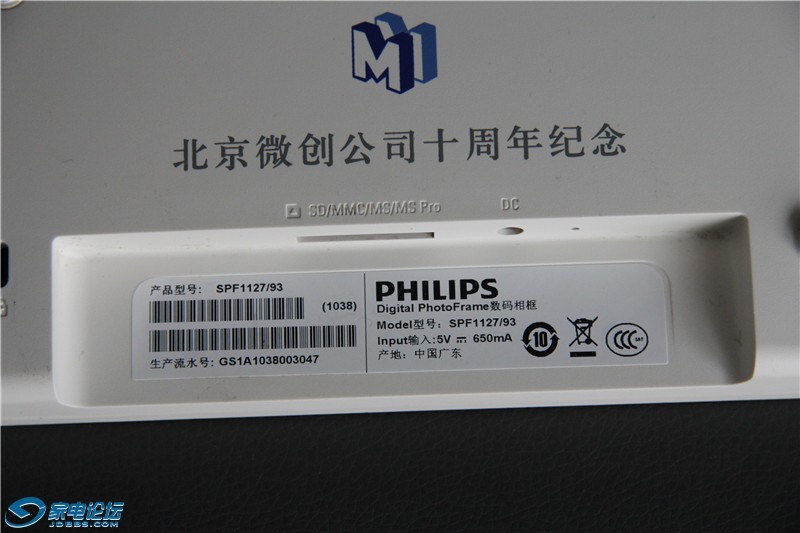 M
北京微创公司十周年纪念
SD/MMC/MS/MS Pro
DC
产品型号: SPF1127/93
(1038)
生产流水号: GS1A1038003047
PHILIPS
Digital PhotoFrame数码相框
Model型号: SPF1127/93
Input输入:5V ⎓ 650mA
产地: 中国广东
10
CCC
家电论坛
JDBBS.COM